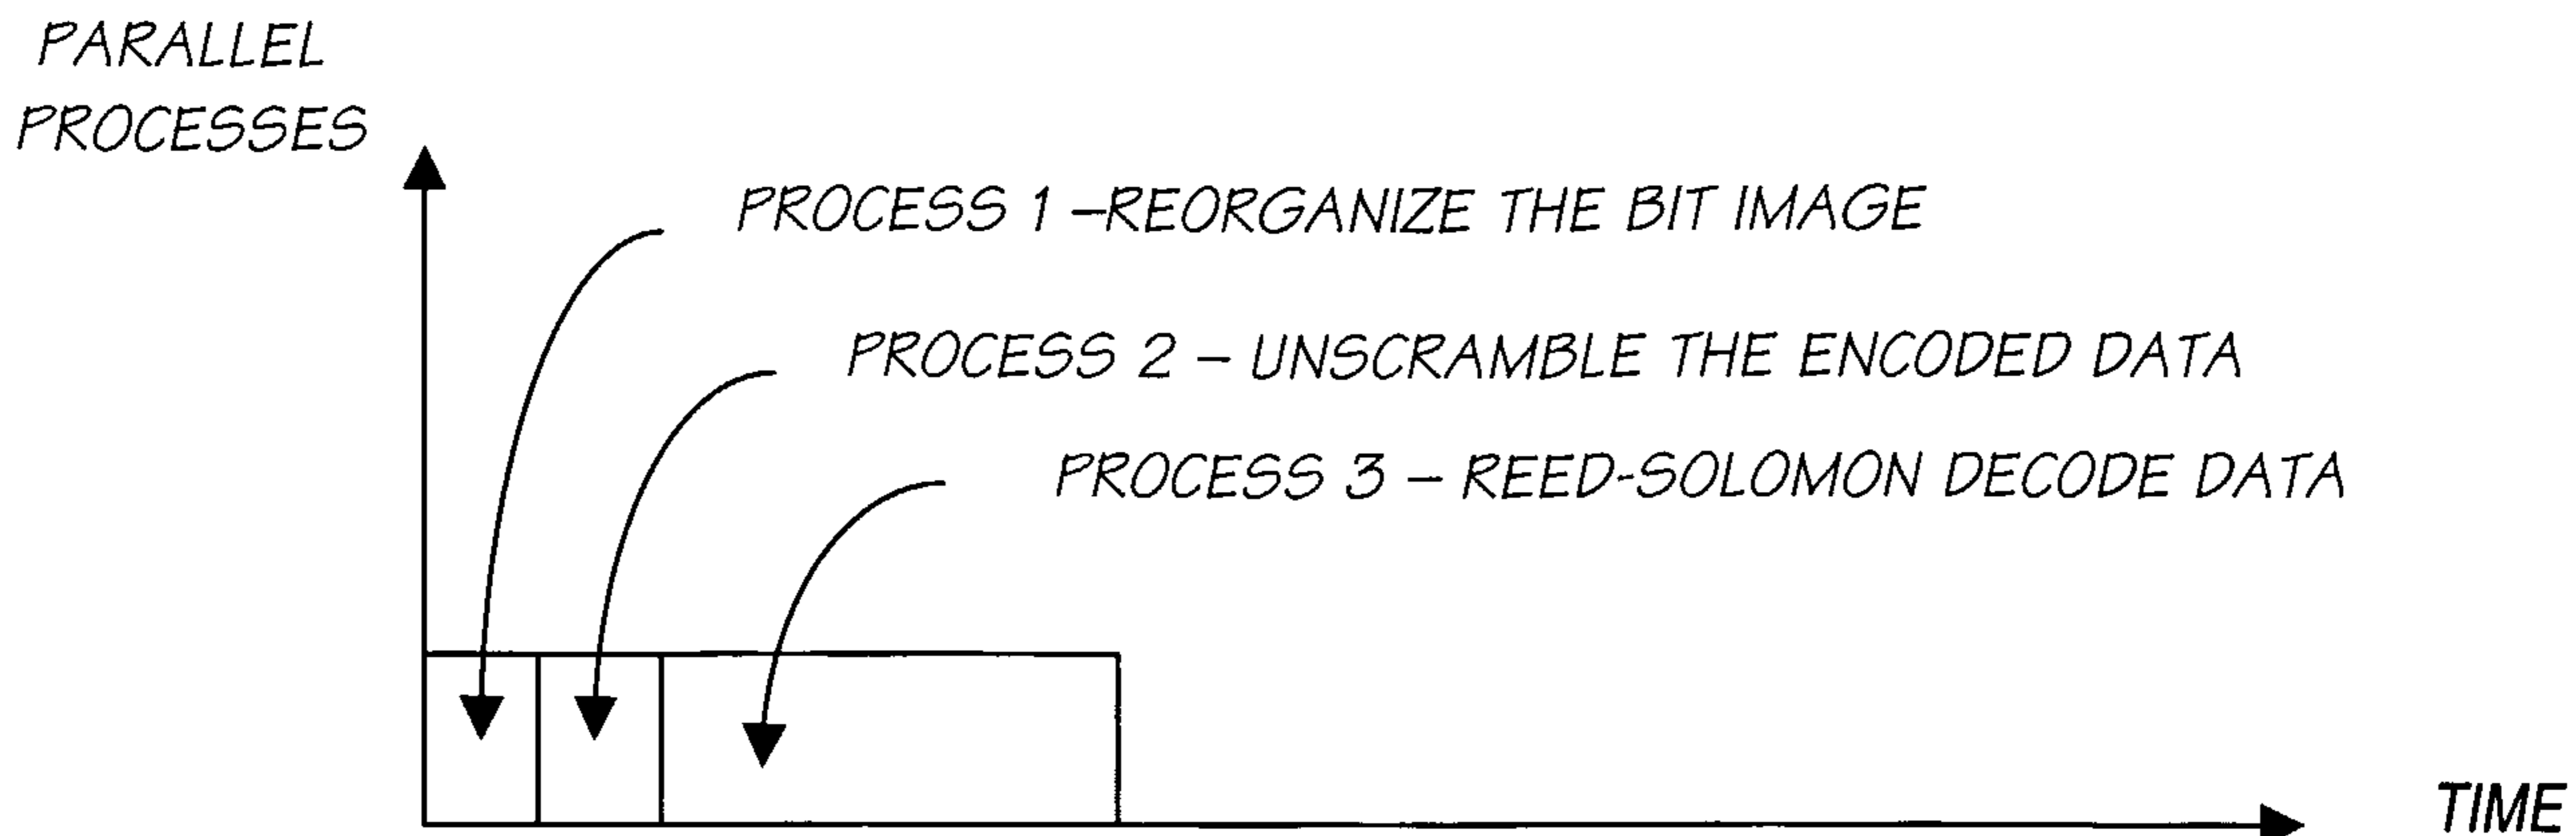 PARALLEL
PROCESSES
PROCESS 1 –REORGANIZE THE BIT IMAGE
PROCESS 2 – UNSCRAMBLE THE ENCODED DATA
PROCESS 3 – REED-SOLOMON DECODE DATA
TIME